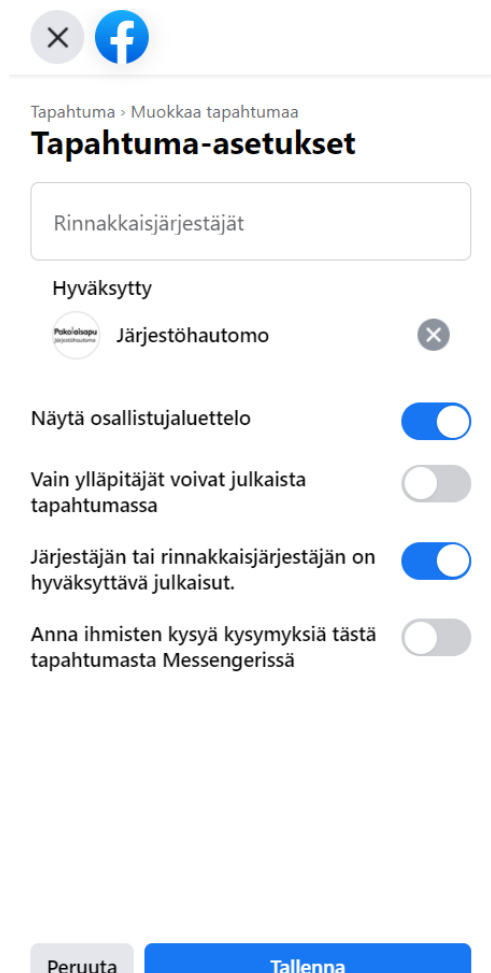 Tapahtuma › Muokkaa tapahtumaa
Tapahtuma-asetukset
Rinnakkaisjärjestäjät
Hyväksytty
Pakolaisapu
Järjestöhautomo
Järjestöhautomo
Näytä osallistujaluettelo
Vain ylläpitäjät voivat julkaista
tapahtumassa
Järjestäjän tai rinnakkaisjärjestäjän on
hyväksyttävä julkaisut.
Anna ihmisten kysyä kysymyksiä tästä
tapahtumasta Messengerissä
Peruuta
Tallenna